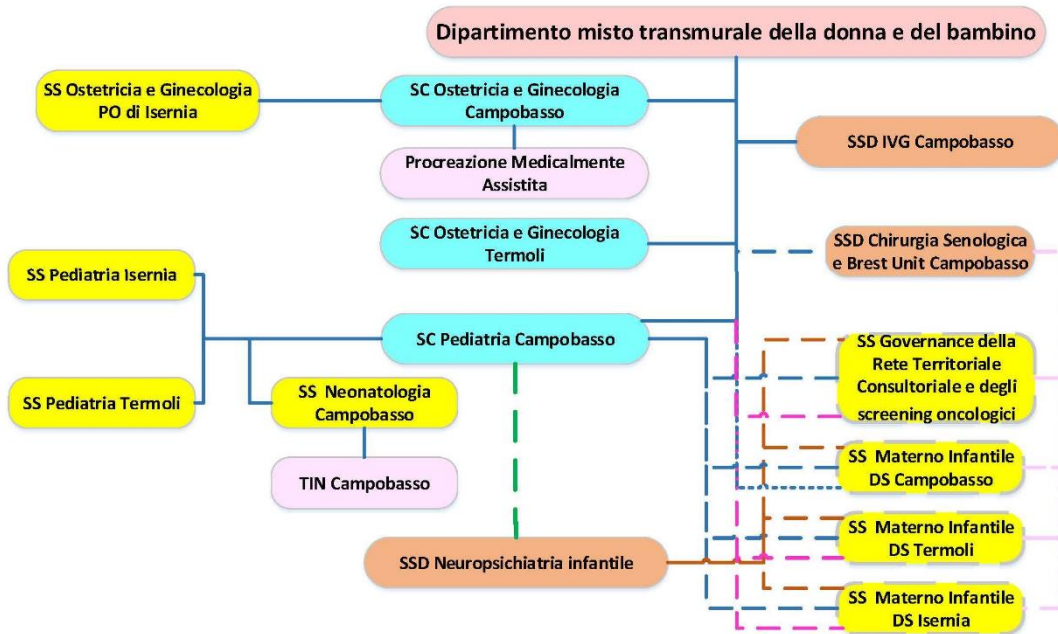 Dipartimento misto transmurale della donna e del bambino
SS Ostetricia e Ginecologia
PO di Isernia
SC Ostetricia e Ginecologia
Campobasso
SSD IVG Campobasso
Procreazione Medicalmente
Assistita
SC Ostetricia e Ginecologia
Termoli
SSD Chirurgia Senologica
e Brest Unit Campobasso
SS Pediatria Isernia
SC Pediatria Campobasso
SS Governance della
Rete Territoriale
Consultoriale e degli
screening oncologici
SS Pediatria Termoli
SS Neonatologia
Campobasso
SS Materno Infantile
DS Campobasso
TIN Campobasso
SS Materno Infantile
DS Termoli
SSD Neuropsichiatria infantile
SS Materno Infantile
DS Isernia